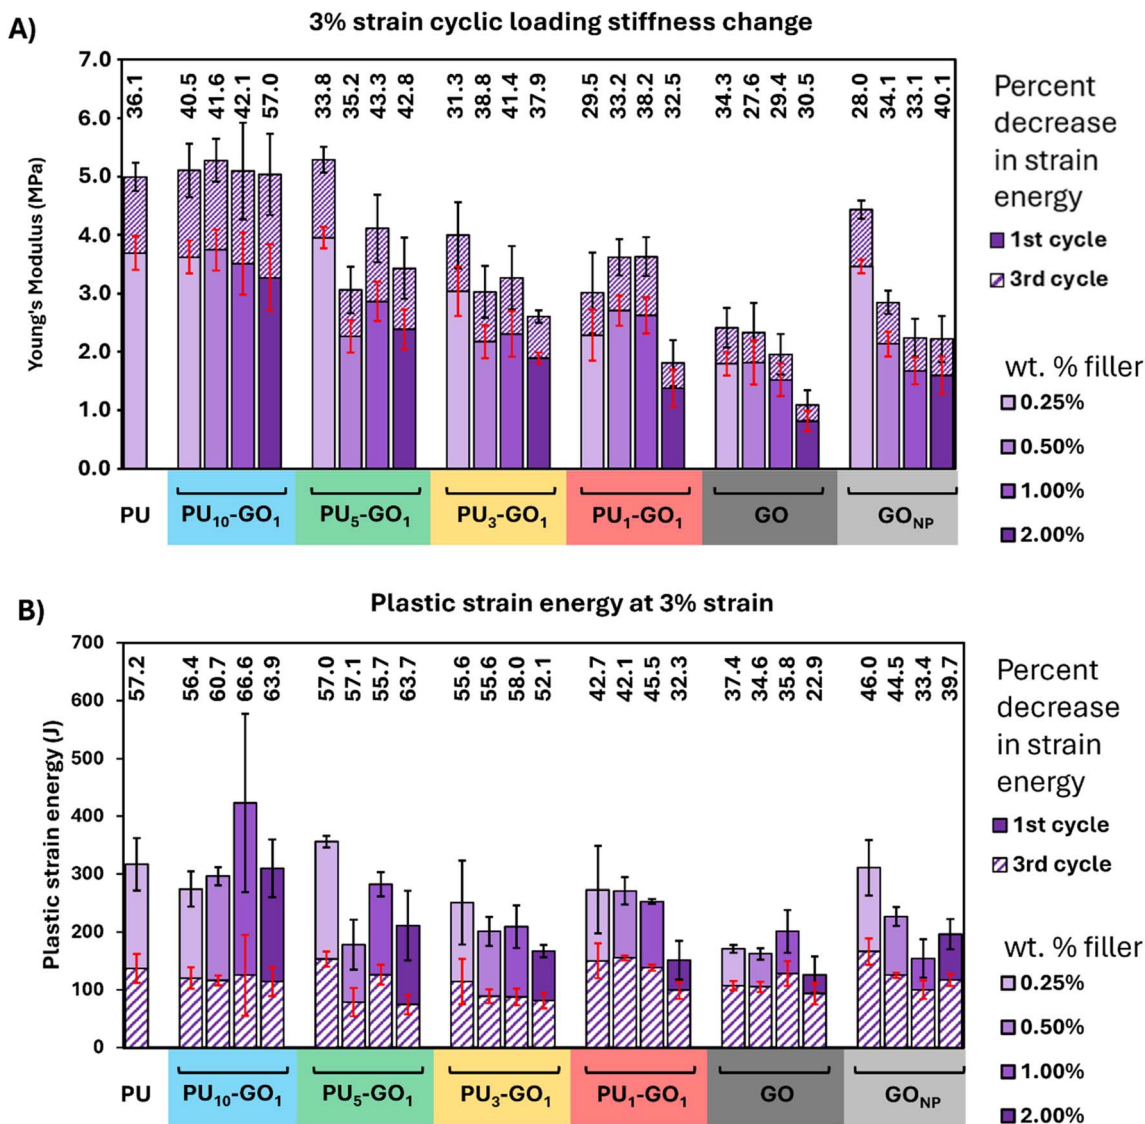 A)
3% strain cyclic loading stiffness change
Young's Modulus (MPa)
7.0
6.0
5.0
4.0
3.0
2.0
1.0
0.0
36.1
40.5
41.6
42.1
57.0
33.8
35.2
43.3
42.8
31.3
38.8
41.4
37.9
29.5
33.2
38.2
32.5
34.3
27.6
29.4
30.5
28.0
34.1
33.1
40.1
PU
PU₁₀-GO₁
PU₅-GO₁
PU₃-GO₁
PU₁-GO₁
GO
GO_NP
Percent
decrease
in strain
energy
1st cycle
3rd cycle
wt. % filler
0.25%
0.50%
1.00%
2.00%
B)
Plastic strain energy at 3% strain
Plastic strain energy (J)
700
600
500
400
300
200
100
0
57.2
56.4
60.7
66.6
63.9
57.0
57.1
55.7
63.7
55.6
55.6
58.0
52.1
42.7
42.1
45.5
32.3
37.4
34.6
35.8
22.9
46.0
44.5
33.4
39.7
PU
PU₁₀-GO₁
PU₅-GO₁
PU₃-GO₁
PU₁-GO₁
GO
GO_NP
Percent
decrease
in strain
energy
1st cycle
3rd cycle
wt. % filler
0.25%
0.50%
1.00%
2.00%